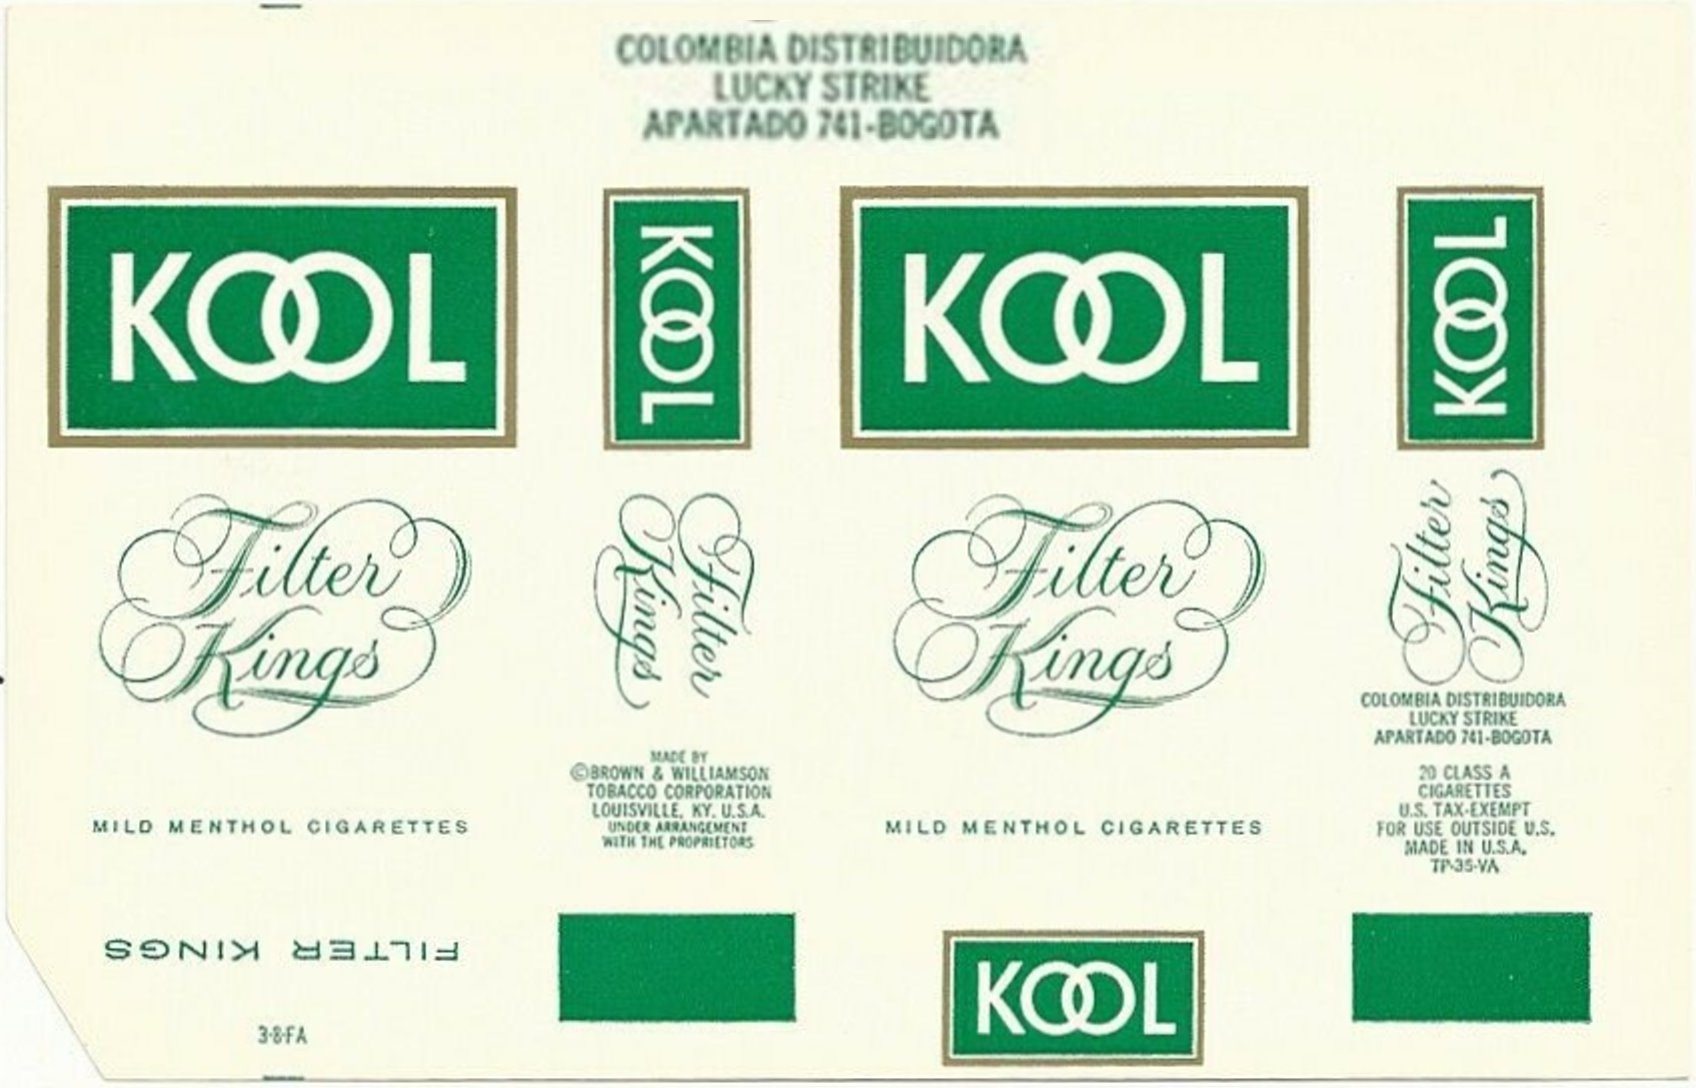 COLOMBIA DISTRIBUIDORA
LUCKY STRIKE
APARTADO 741-BOGOTA
KOOL
Filter
Kings
MILD MENTHOL CIGARETTES
FILTER KINGS
3-8-FA
KOOL
Filter
Kings
MADE BY
©BROWN & WILLIAMSON
TOBACCO CORPORATION
LOUISVILLE, KY. U.S.A.
UNDER ARRANGEMENT
WITH THE PROPRIETORS
KOOL
Filter
Kings
MILD MENTHOL CIGARETTES
KOOL
KOOL
Filter
Kings
COLOMBIA DISTRIBUIDORA
LUCKY STRIKE
APARTADO 741-BOGOTA
20 CLASS A
CIGARETTES
U.S. TAX-EXEMPT
FOR USE OUTSIDE U.S.
MADE IN U.S.A.
TP-35-VA